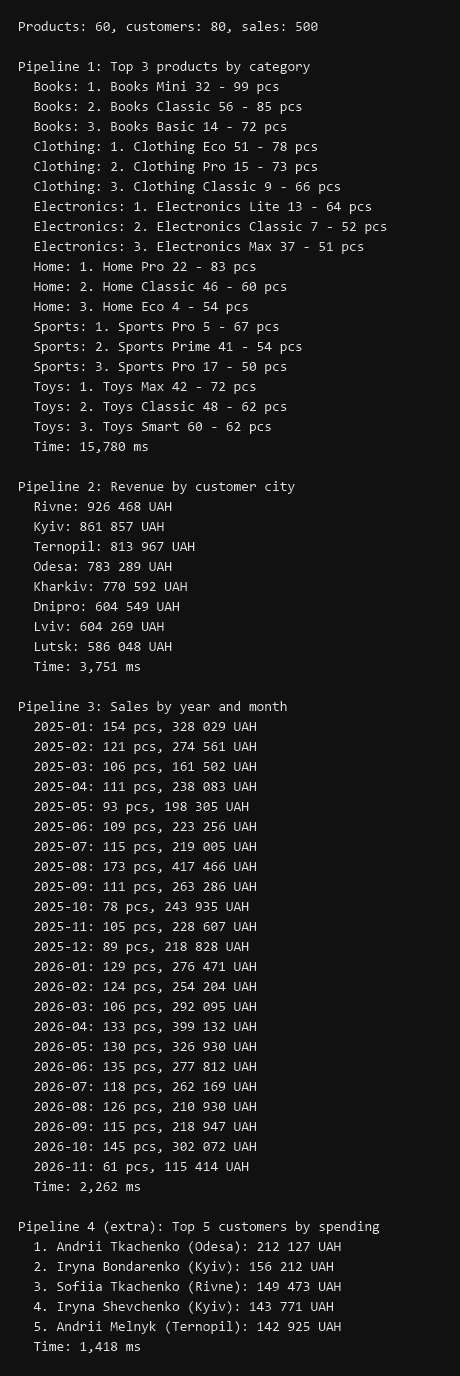 Products: 60, customers: 80, sales: 500

Pipeline 1: Top 3 products by category
  Books: 1. Books Mini 32 - 99 pcs
  Books: 2. Books Classic 56 - 85 pcs
  Books: 3. Books Basic 14 - 72 pcs
  Clothing: 1. Clothing Eco 51 - 78 pcs
  Clothing: 2. Clothing Pro 15 - 73 pcs
  Clothing: 3. Clothing Classic 9 - 66 pcs
  Electronics: 1. Electronics Lite 13 - 64 pcs
  Electronics: 2. Electronics Classic 7 - 52 pcs
  Electronics: 3. Electronics Max 37 - 51 pcs
  Home: 1. Home Pro 22 - 83 pcs
  Home: 2. Home Classic 46 - 60 pcs
  Home: 3. Home Eco 4 - 54 pcs
  Sports: 1. Sports Pro 5 - 67 pcs
  Sports: 2. Sports Prime 41 - 54 pcs
  Sports: 3. Sports Pro 17 - 50 pcs
  Toys: 1. Toys Max 42 - 72 pcs
  Toys: 2. Toys Classic 48 - 62 pcs
  Toys: 3. Toys Smart 60 - 62 pcs
  Time: 15,780 ms

Pipeline 2: Revenue by customer city
  Rivne: 926 468 UAH
  Kyiv: 861 857 UAH
  Ternopil: 813 967 UAH
  Odesa: 783 289 UAH
  Kharkiv: 770 592 UAH
  Dnipro: 604 549 UAH
  Lviv: 604 269 UAH
  Lutsk: 586 048 UAH
  Time: 3,751 ms

Pipeline 3: Sales by year and month
  2025-01: 154 pcs, 328 029 UAH
  2025-02: 121 pcs, 274 561 UAH
  2025-03: 106 pcs, 161 502 UAH
  2025-04: 111 pcs, 238 083 UAH
  2025-05: 93 pcs, 198 305 UAH
  2025-06: 109 pcs, 223 256 UAH
  2025-07: 115 pcs, 219 005 UAH
  2025-08: 173 pcs, 417 466 UAH
  2025-09: 111 pcs, 263 286 UAH
  2025-10: 78 pcs, 243 935 UAH
  2025-11: 105 pcs, 228 607 UAH
  2025-12: 89 pcs, 218 828 UAH
  2026-01: 129 pcs, 276 471 UAH
  2026-02: 124 pcs, 254 204 UAH
  2026-03: 106 pcs, 292 095 UAH
  2026-04: 133 pcs, 399 132 UAH
  2026-05: 130 pcs, 326 930 UAH
  2026-06: 135 pcs, 277 812 UAH
  2026-07: 118 pcs, 262 169 UAH
  2026-08: 126 pcs, 210 930 UAH
  2026-09: 115 pcs, 218 947 UAH
  2026-10: 145 pcs, 302 072 UAH
  2026-11: 61 pcs, 115 414 UAH
  Time: 2,262 ms

Pipeline 4 (extra): Top 5 customers by spending
  1. Andrii Tkachenko (Odesa): 212 127 UAH
  2. Iryna Bondarenko (Kyiv): 156 212 UAH
  3. Sofiia Tkachenko (Rivne): 149 473 UAH
  4. Iryna Shevchenko (Kyiv): 143 771 UAH
  5. Andrii Melnyk (Ternopil): 142 925 UAH
  Time: 1,418 ms